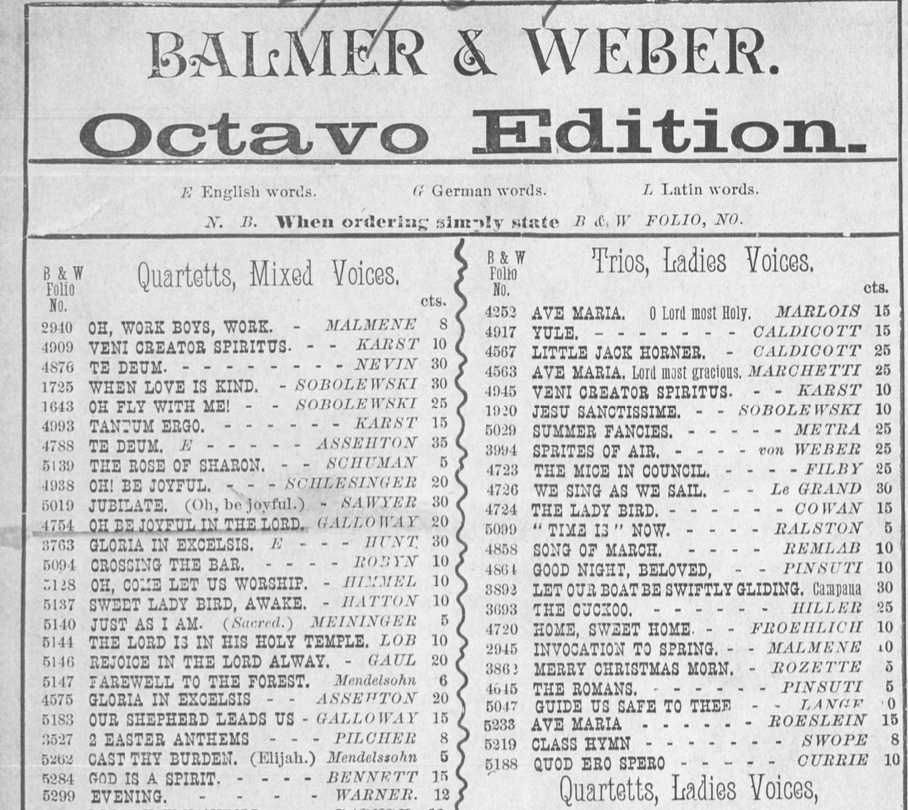 BALMER & WEBER.
Octavo Edition.
E English words. G German words. L Latin words.
N. B. When ordering simply state B & W FOLIO, NO.
B & W
Folio
No.
Quartetts, Mixed Voices,
cts.
2940 OH, WORK BOYS, WORK. - MALMENE 8
4909 VENI CREATOR SPIRITUS. - - KARST 10
4876 TE DEUM. - - - - - - - - NEVIN 30
1725 WHEN LOVE IS KIND. - SOBOLEWSKI 30
1643 OH FLY WITH ME! - - SOBOLEWSKI 25
4993 TANTUM ERGO. - - - - - - KARST 15
4788 TE DEUM. E - - - - - ASSEHTON 35
5139 THE ROSE OF SHARON. - - SCHUMAN 5
4938 OH! BE JOYFUL. - - - SCHLESINGER 20
5019 JUBILATE. (Oh, be joyful.) - SAWYER 30
4754 OH BE JOYFUL IN THE LORD. GALLOWAY 20
3763 GLORIA IN EXCELSIS. E - - - - HUNT, 30
5094 CROSSING THE BAR. - - - - ROBYN 10
5128 OH, COME LET US WORSHIP. - HIMMEL 10
5137 SWEET LADY BIRD, AWAKE. - HATTON 10
5140 JUST AS I AM. (Sacred.) MEININGER 5
5144 THE LORD IS IN HIS HOLY TEMPLE. LOB 10
5146 REJOICE IN THE LORD ALWAY. - GAUL 20
5147 FAREWELL TO THE FOREST. Mendelsohn 6
4575 GLORIA IN EXCELSIS - - ASSEHTON 20
5183 OUR SHEPHERD LEADS US - GALLOWAY 15
3527 2 EASTER ANTHEMS - - - PILCHER 8
5262 CAST THY BURDEN. (Elijah.) Mendelssohn 5
5284 GOD IS A SPIRIT. - - - - BENNETT 15
5299 EVENING. - - - - - WARNER. 12
B & W
Folio
No.
Trios, Ladies Voices.
cts.
4252 AVE MARIA. O Lord most Holy. MARLOIS 15
4917 YULE. - - - - - - - CALDICOTT 15
4567 LITTLE JACK HORNER. - CALDICOTT 25
4563 AVE MARIA. Lord most gracious. MARCHETTI 25
4945 VENI CREATOR SPIRITUS. - - KARST 10
1920 JESU SANCTISSIME. - - SOBOLEWSKI 10
5029 SUMMER FANCIES. - - - - - METRA 25
3994 SPRITES OF AIR. - - - - von WEBER 25
4723 THE MICE IN COUNCIL. - - - - FILBY 25
4726 WE SING AS WE SAIL. - - Le GRAND 30
4724 THE LADY BIRD. - - - - - COWAN 15
5099 " TIME IS " NOW. - - - - RALSTON 5
4858 SONG OF MARCH. - - - - REMLAB 10
4864 GOOD NIGHT, BELOVED, - - PINSUTI 10
3892 LET OUR BOAT BE SWIFTLY GLIDING. Campana 30
3693 THE CUCKOO. - - - - - - HILLER 25
4720 HOME, SWEET HOME. - - FROEHLICH 10
2945 INVOCATION TO SPRING. - - MALMENE 10
3862 MERRY CHRISTMAS MORN. - ROZETTE 5
4645 THE ROMANS. - - - - - - PINSUTI 5
5047 GUIDE US SAFE TO THEE - - LANGE
5233 AVE MARIA - - - - - - ROESLEIN 15
5219 CLASS HYMN - - - - - - - SWOPE 8
5188 QUOD ERO SPERO - - - - - CURRIE 10
Quartetts, Ladies Voices,